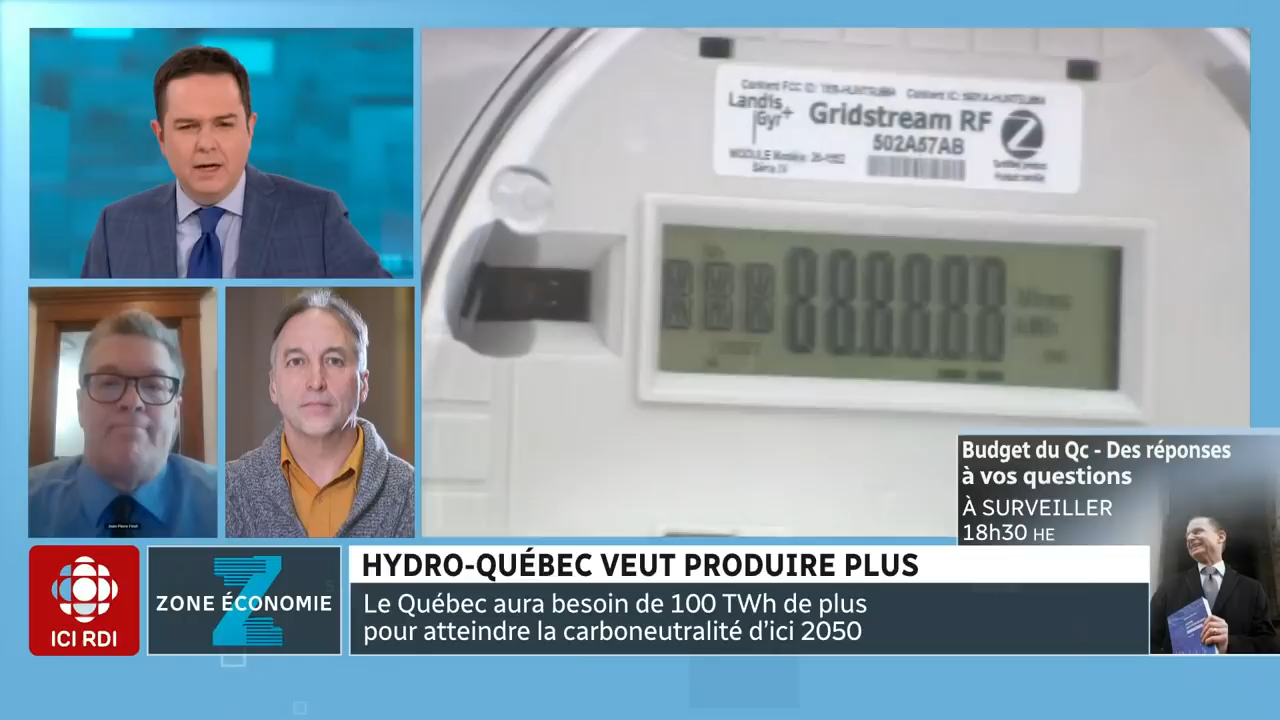 Landis
Gyr+
Gridstream RF
502A57AB
Budget du Qc - Des réponses
à vos questions
À SURVEILLER
18h30 HE
HYDRO-QUÉBEC VEUT PRODUIRE PLUS
Le Québec aura besoin de 100 TWh de plus
pour atteindre la carboneutralité d'ici 2050
ZONE ÉCONOMIE
ICI RDI